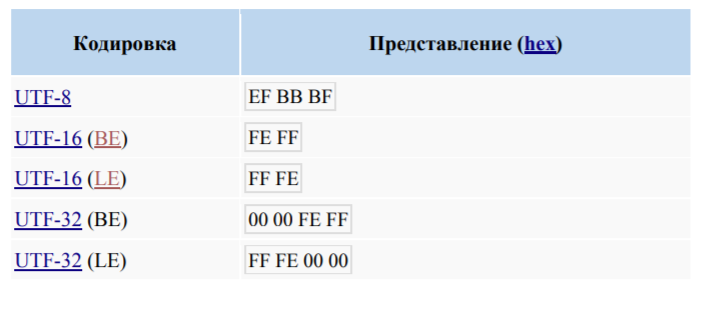 Кодировка Представление (hex)
UTF-8 EF BB BF
UTF-16 (BE) FE FF
UTF-16 (LE) FF FE
UTF-32 (BE) 00 00 FE FF
UTF-32 (LE) FF FE 00 00